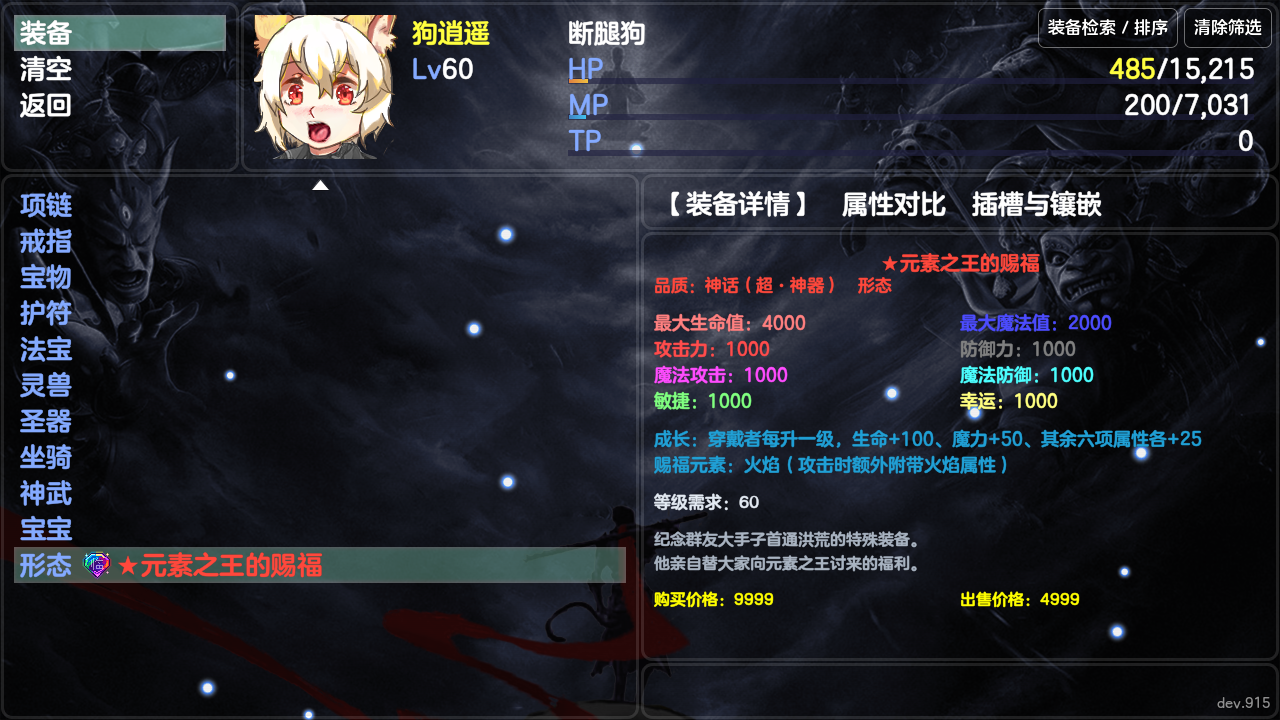 装备
清空
返回
狗逍遥
Lv60
断腿狗
HP 485/15,215
MP 200/7,031
TP 0
装备检索 / 排序
清除筛选
项链
戒指
宝物
护符
法宝
灵兽
圣器
坐骑
神武
宝宝
形态 福 ★元素之王的赐福
【装备详情】 属性对比 插槽与镶嵌
★元素之王的赐福
品质：神话（超·神器） 形态
最大生命值：4000 最大魔法值：2000
攻击力：1000 防御力：1000
魔法攻击：1000 魔法防御：1000
敏捷：1000 幸运：1000
成长：穿戴者每升一级，生命+100、魔力+50、其余六项属性各+25
赐福元素：火焰（攻击时额外附带火焰属性）
等级需求：60
纪念群友大手子首通洪荒的特殊装备。
他亲自替大家向元素之王讨来的福利。
购买价格：9999 出售价格：4999
dev.915